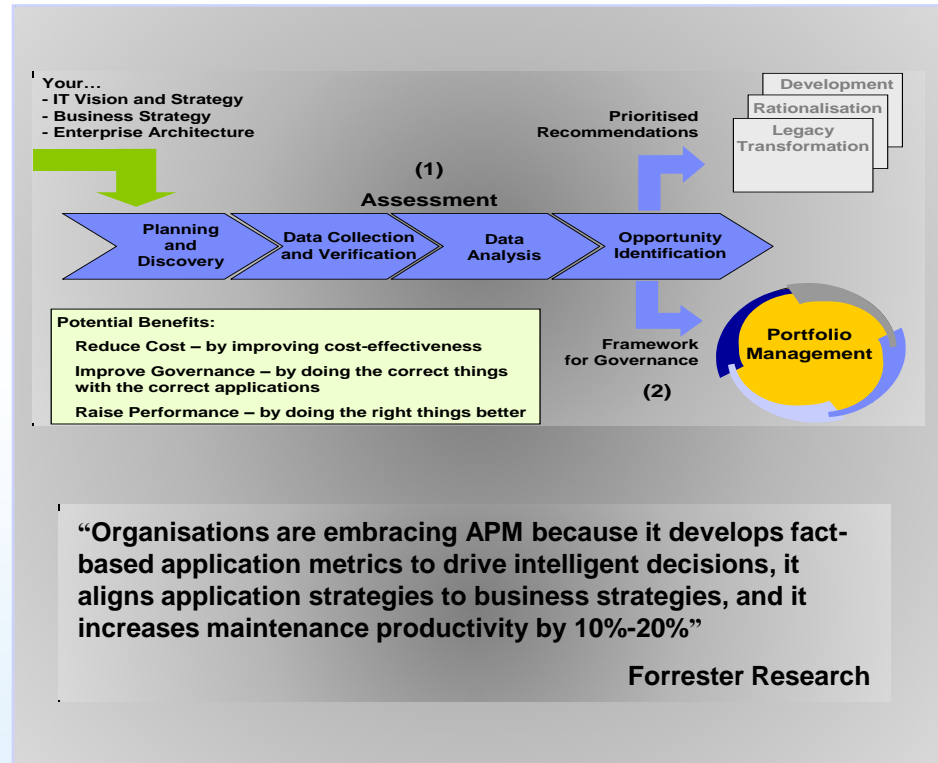 Your…
- IT Vision and Strategy
- Business Strategy
- Enterprise Architecture
Prioritised
Recommendations
Development
Rationalisation
Legacy
Transformation
(1)
Assessment
Planning
and
Discovery
Data Collection
and Verification
Data
Analysis
Opportunity
Identification
Potential Benefits:
Reduce Cost – by improving cost-effectiveness
Improve Governance – by doing the correct things
with the correct applications
Raise Performance – by doing the right things better
Framework
for Governance
(2)
Portfolio
Management
“Organisations are embracing APM because it develops fact-
based application metrics to drive intelligent decisions, it
aligns application strategies to business strategies, and it
increases maintenance productivity by 10%-20%”
Forrester Research